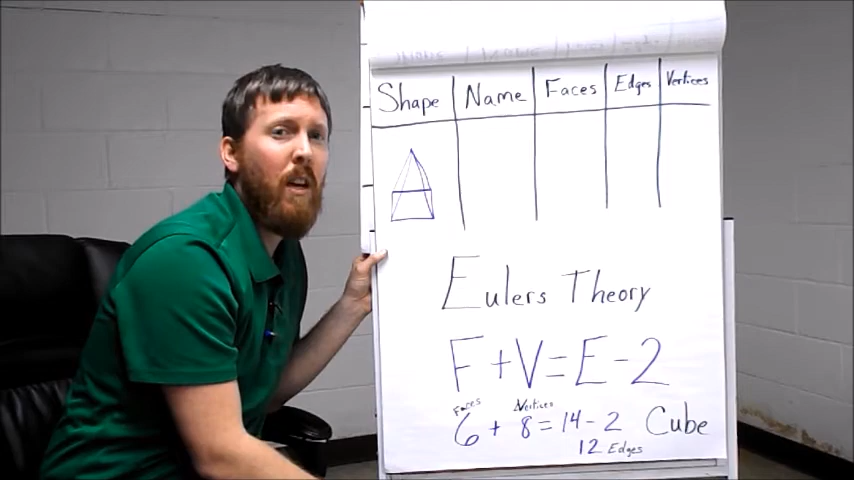 Shape Name Faces Edges Vertices
Eulers Theory
F + V = E - 2
Faces Vertices
6 + 8 = 14 - 2 Cube
12 Edges